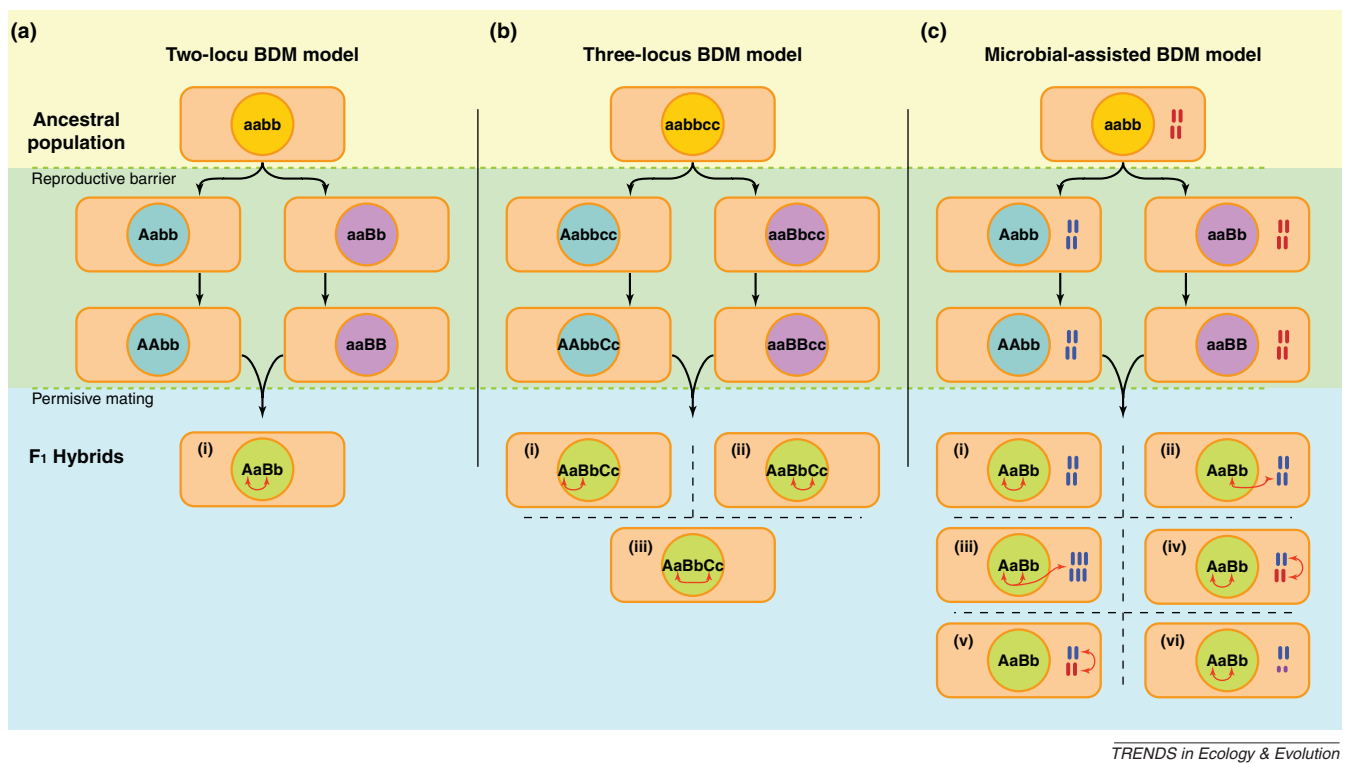 (a)
Two-locu BDM model
(b)
Three-locus BDM model
(c)
Microbial-assisted BDM model
Ancestral
population
aabb
aabbcc
aabb
Reproductive barrier
Aabb
aaBb
Aabbcc
aaBbcc
Aabb
aaBb
AAbb
aaBB
AAbbCc
aaBBcc
AAbb
aaBB
Permisive mating
F1 Hybrids
(i)
AaBb
(i)
AaBbCc
(ii)
AaBbCc
(iii)
AaBbCc
(i)
AaBb
(ii)
AaBb
(iii)
AaBb
(iv)
AaBb
(v)
AaBb
(vi)
AaBb
TRENDS in Ecology & Evolution